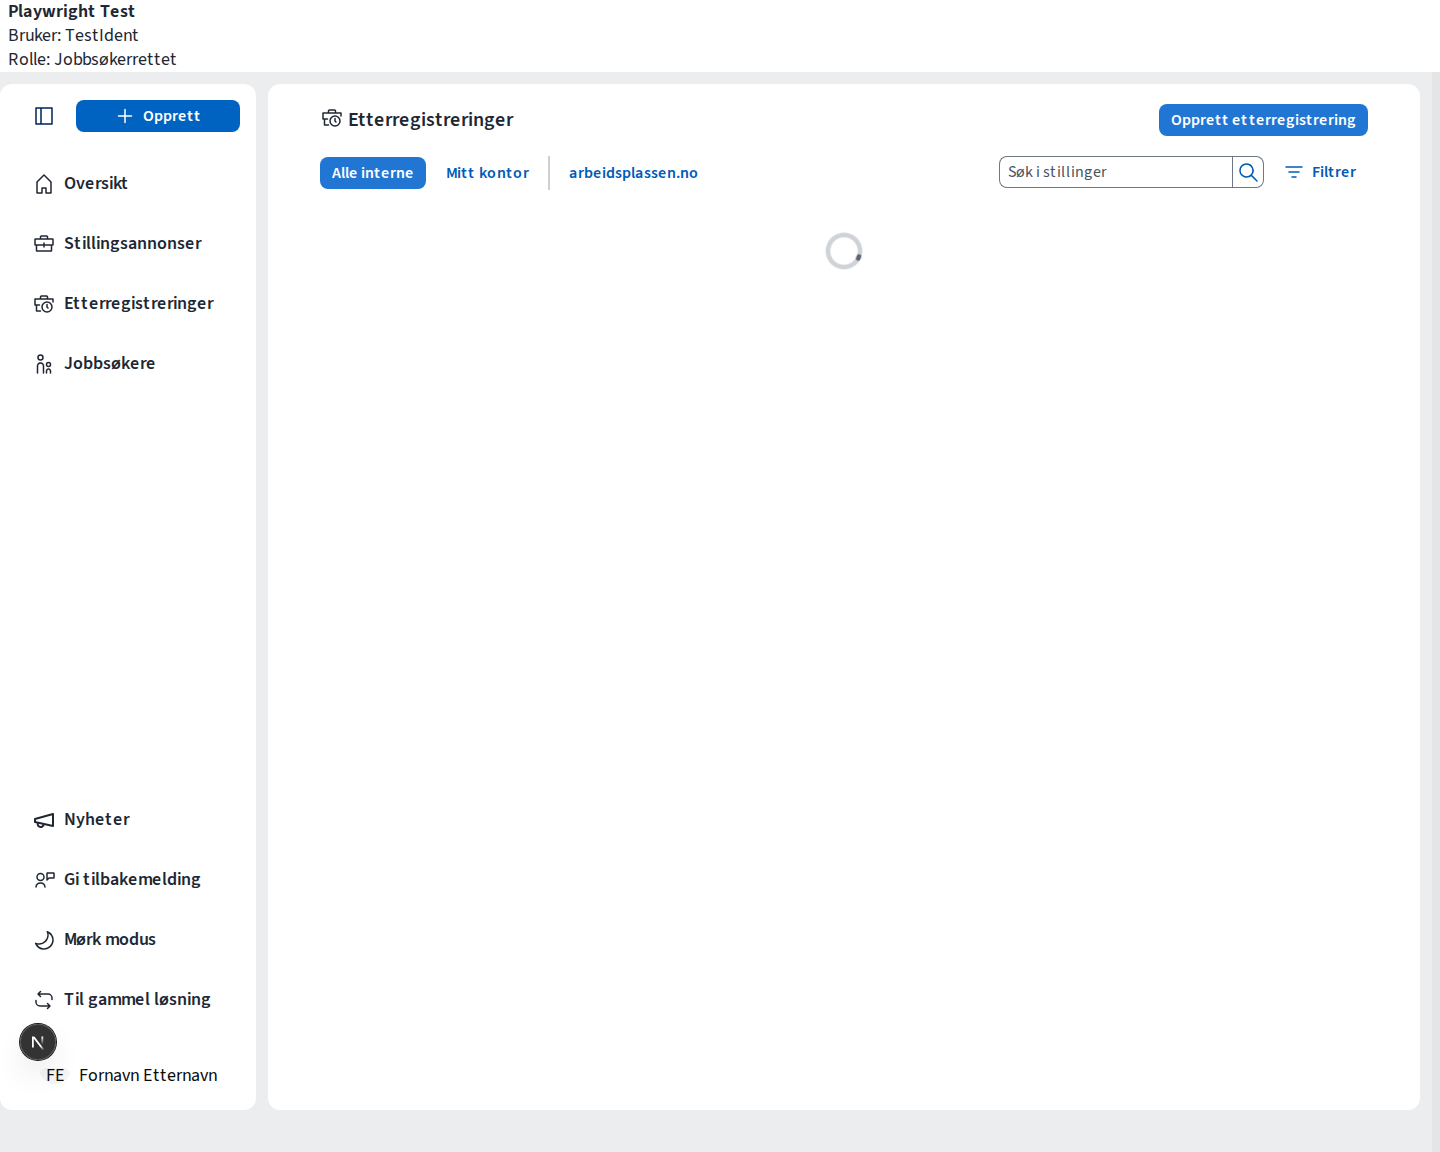 Playwright Test
Bruker: TestIdent
Rolle: Jobbsøkerrettet
Opprett
Oversikt
Stillingsannonser
Etterregistreringer
Jobbsøkere
Nyheter
Gi tilbakemelding
Mørk modus
Til gammel løsning
N
FE Fornavn Etternavn
Etterregistreringer
Opprett etterregistrering
Alle interne
Mitt kontor
arbeidsplassen.no
Søk i stillinger
Filtrer